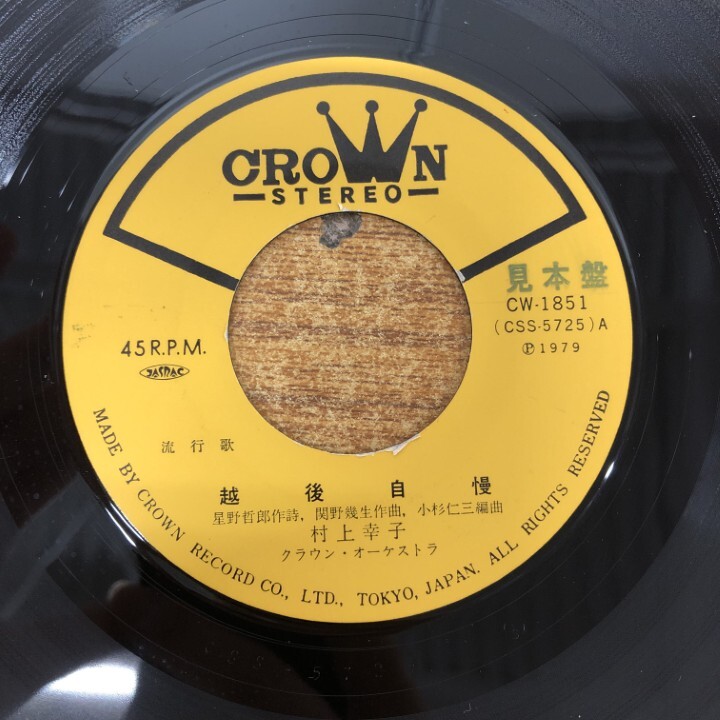 CROWN
STEREO
見本盤
CW-1851
(CSS-5725)A
℗1979
45 R.P.M.
JASRAC
流行歌
越後自慢
星野哲郎作詩, 関野幾生作曲, 小杉仁三編曲
村上幸子
クラウン・オーケストラ
MADE BY CROWN RECORD CO., LTD., TOKYO, JAPAN. ALL RIGHTS RESERVED